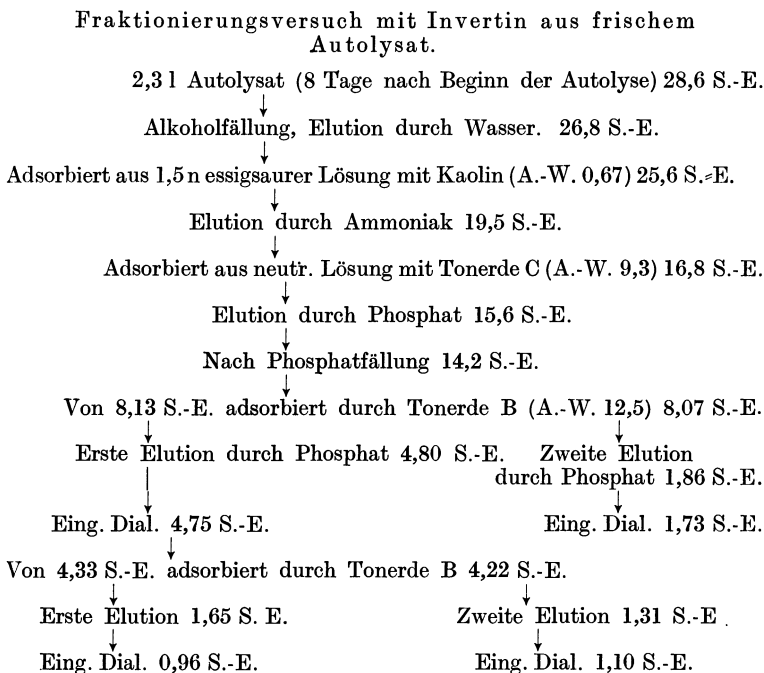 Fraktionierungsversuch mit Invertin aus frischem
Autolysat.
2,3 l Autolysat (8 Tage nach Beginn der Autolyse) 28,6 S.-E.
Alkoholfällung, Elution durch Wasser. 26,8 S.-E.
Adsorbiert aus 1,5 n essigsaurer Lösung mit Kaolin (A.-W. 0,67) 25,6 S.-E.
Elution durch Ammoniak 19,5 S.-E.
Adsorbiert aus neutr. Lösung mit Tonerde C (A.-W. 9,3) 16,8 S.-E.
Elution durch Phosphat 15,6 S.-E.
Nach Phosphatfällung 14,2 S.-E.
Von 8,13 S.-E. adsorbiert durch Tonerde B (A.-W. 12,5) 8,07 S.-E.
Erste Elution durch Phosphat 4,80 S.-E. Zweite Elution
durch Phosphat 1,86 S.-E.
Eing. Dial. 4,75 S.-E. Eing. Dial. 1,73 S.-E.
Von 4,33 S.-E. adsorbiert durch Tonerde B 4,22 S.-E.
Erste Elution 1,65 S. E. Zweite Elution 1,31 S.-E.
Eing. Dial. 0,96 S.-E. Eing. Dial. 1,10 S.-E.